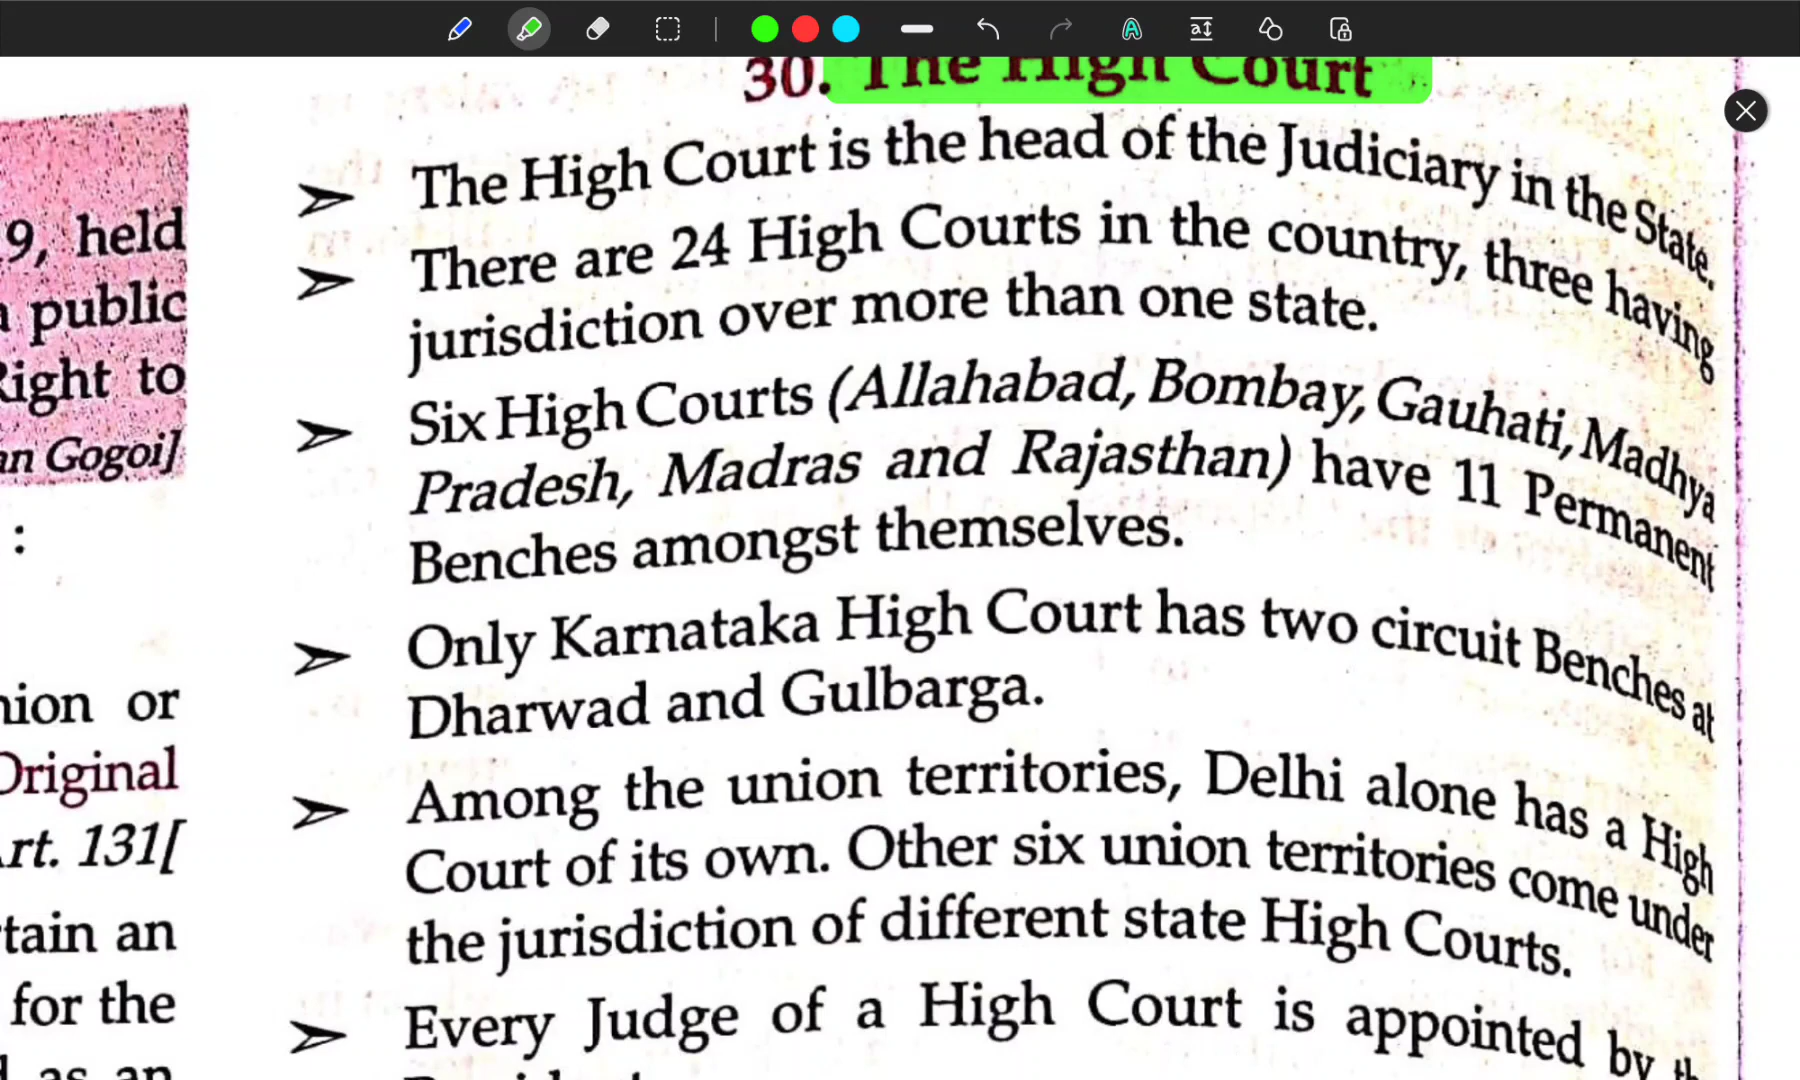 30. The High Court
9, held
public
Right to
an Gogoi]
:
nion or
Original
Art. 131[
tain an
for the
as an
➢ The High Court is the head of the Judiciary in the State.
➢ There are 24 High Courts in the country, three having
jurisdiction over more than one state.
➢ Six High Courts (Allahabad, Bombay, Gauhati, Madhya
Pradesh, Madras and Rajasthan) have 11 Permanent
Benches amongst themselves.
➢ Only Karnataka High Court has two circuit Benches at
Dharwad and Gulbarga.
➢ Among the union territories, Delhi alone has a High
Court of its own. Other six union territories come under
the jurisdiction of different state High Courts.
➢ Every Judge of a High Court is appointed by